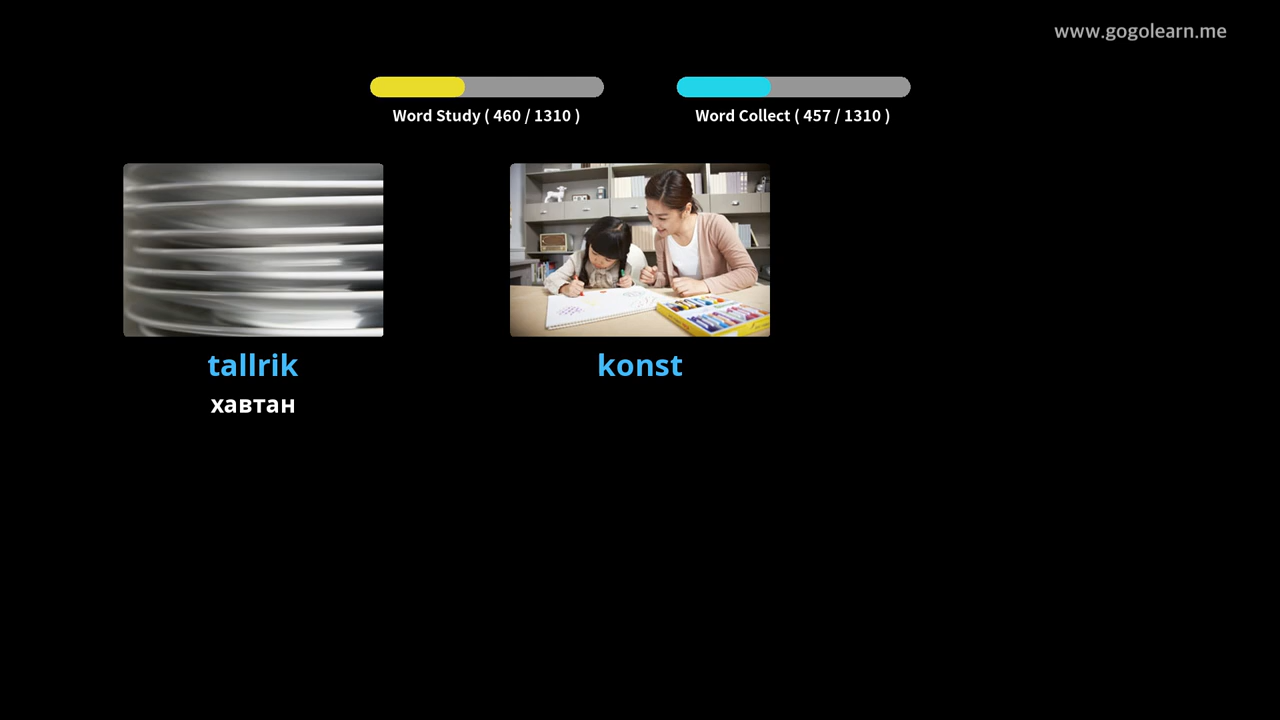 www.gogolearn.me
Word Study ( 460 / 1310 )
Word Collect ( 457 / 1310 )
tallrik
konst
хавтан